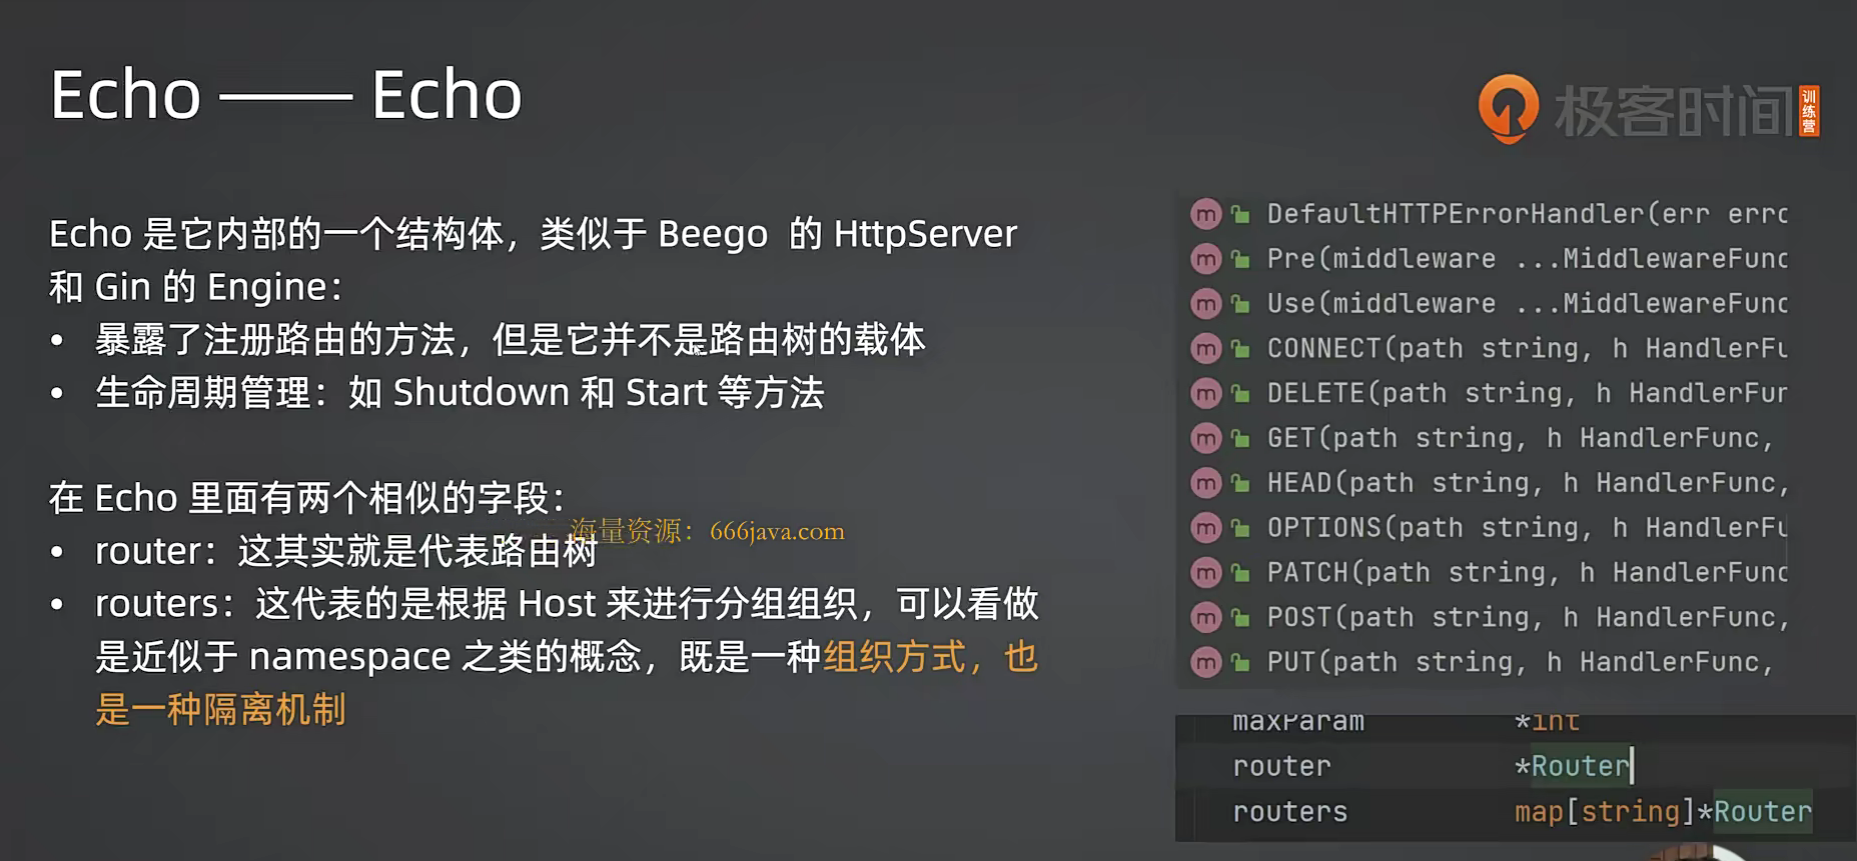 Echo —— Echo
极客时间
训练营
Echo 是它内部的一个结构体，类似于 Beego 的 HttpServer
和 Gin 的 Engine：
• 暴露了注册路由的方法，但是它并不是路由树的载体
• 生命周期管理：如 Shutdown 和 Start 等方法
在 Echo 里面有两个相似的字段：
海量资源：666java.com
• router：这其实就是代表路由树
• routers：这代表的是根据 Host 来进行分组组织，可以看做
是近似于 namespace 之类的概念，既是一种组织方式，也
是一种隔离机制
m DefaultHTTPErrorHandler(err erro
m Pre(middleware ...MiddlewareFunc
m Use(middleware ...MiddlewareFunc
m CONNECT(path string, h HandlerFu
m DELETE(path string, h HandlerFun
m GET(path string, h HandlerFunc,
m HEAD(path string, h HandlerFunc,
m OPTIONS(path string, h HandlerFu
m PATCH(path string, h HandlerFunc
m POST(path string, h HandlerFunc,
m PUT(path string, h HandlerFunc,
maxParam *int
router *Router
routers map[string]*Router